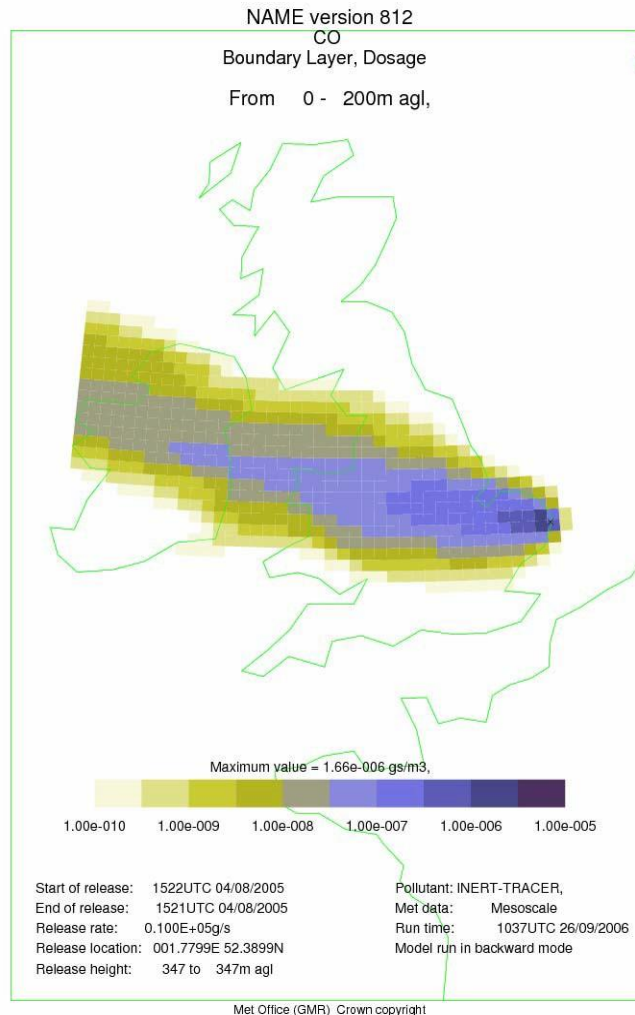 NAME version 812
CO
Boundary Layer, Dosage
From 0 - 200m agl,
Maximum value = 1.66e-006 gs/m3,
1.00e-010 1.00e-009 1.00e-008 1.00e-007 1.00e-006 1.00e-005
Start of release: 1522UTC 04/08/2005
End of release: 1521UTC 04/08/2005
Release rate: 0.100E+05g/s
Release location: 001.7799E 52.3899N
Release height: 347 to 347m agl
Pollutant: INERT-TRACER,
Met data: Mesoscale
Run time: 1037UTC 26/09/2006
Model run in backward mode
Met Office (GMR) Crown copyright